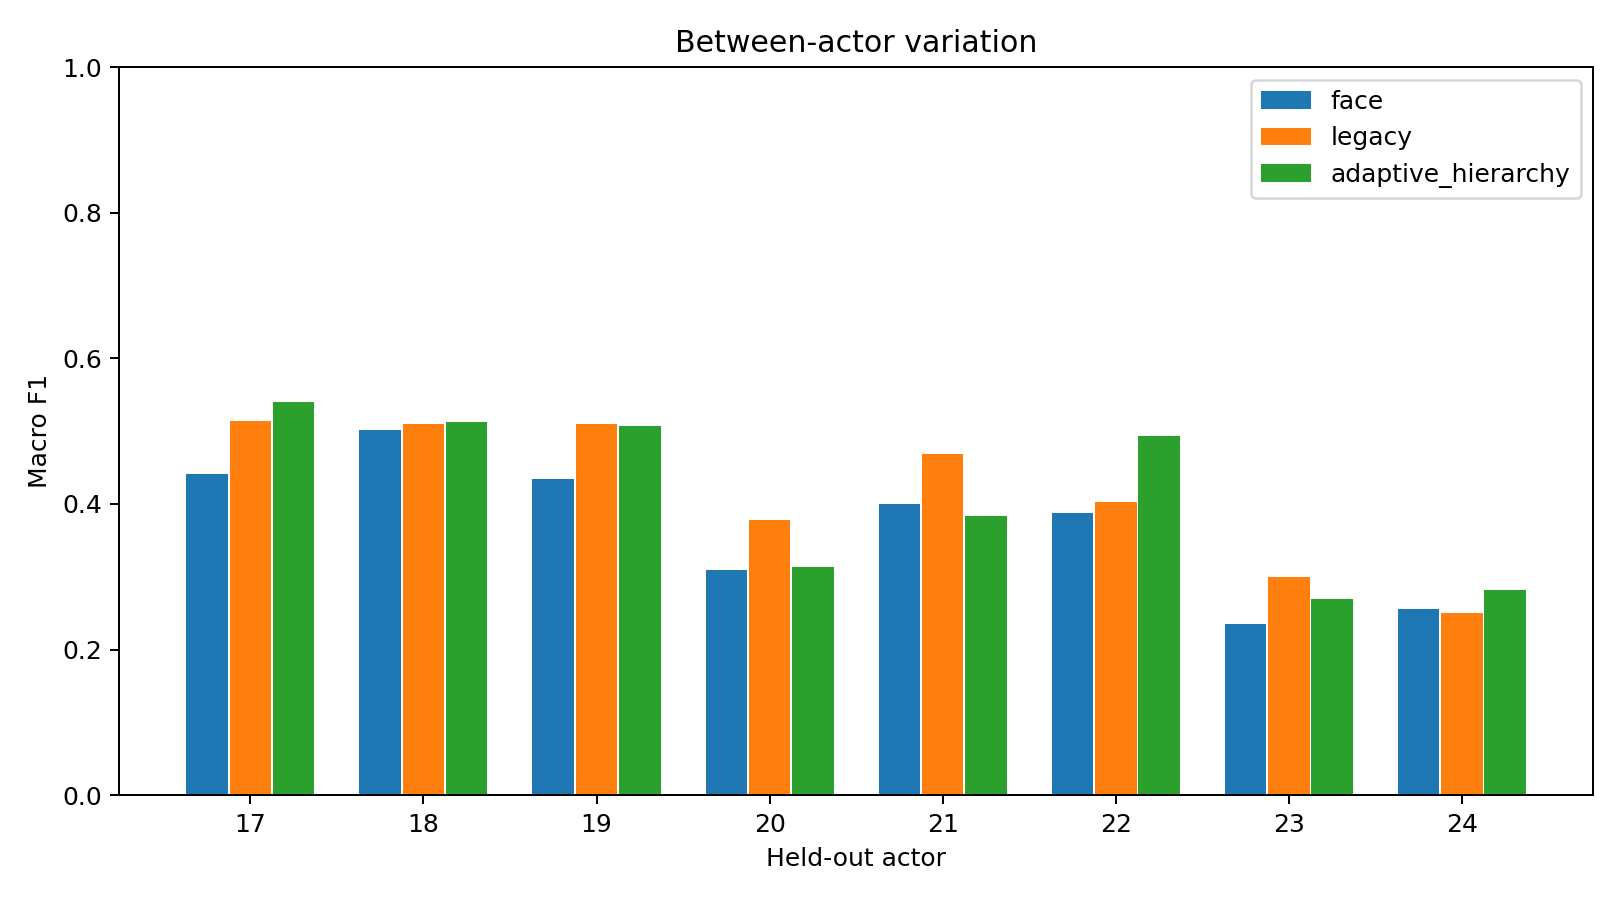 Between-actor variation
1.0
0.8
0.6
0.4
0.2
0.0
Macro F1
face
legacy
adaptive_hierarchy
17 18 19 20 21 22 23 24
Held-out actor